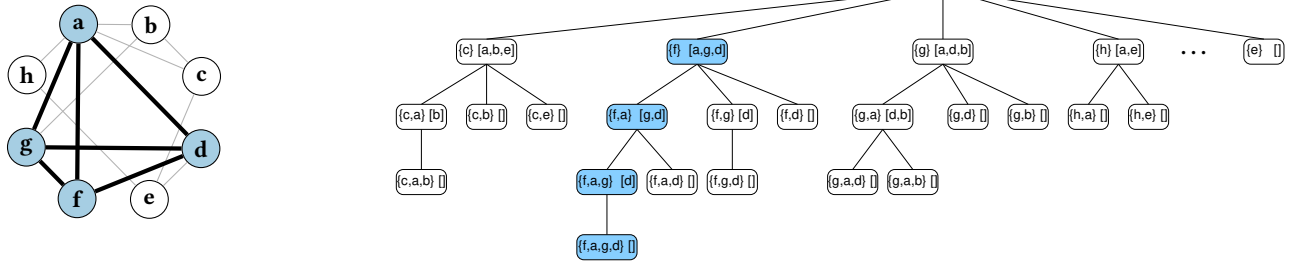 a
b
h
c
g
d
f
e
{c} [a,b,e]
{f} [a,g,d]
{g} [a,d,b]
{h} [a,e]
...
{e} []
{c,a} [b]
{c,b} []
{c,e} []
{f,a} [g,d]
{f,g} [d]
{f,d} []
{g,a} [d,b]
{g,d} []
{g,b} []
{h,a} []
{h,e} []
{c,a,b} []
{f,a,g} [d]
{f,a,d} []
{f,g,d} []
{g,a,d} []
{g,a,b} []
{f,a,g,d} []